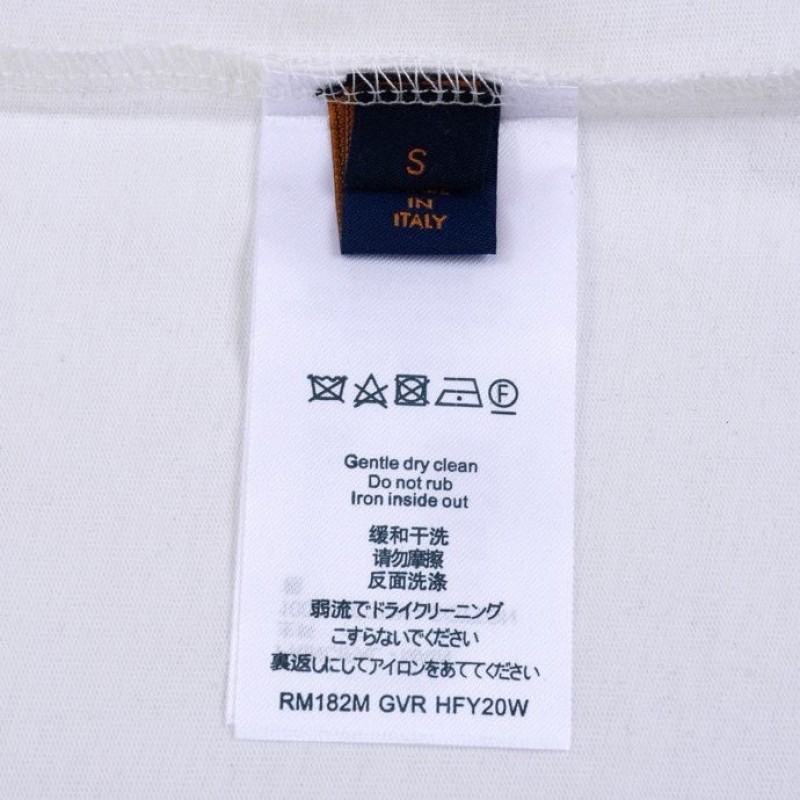 S
IN
ITALY
F
Gentle dry clean
Do not rub
Iron inside out
缓和干洗
请勿摩擦
反面洗涤
弱流でドライクリーニング
こすらないでください
裏返しにしてアイロンをあててください
RM182M GVR HFY20W